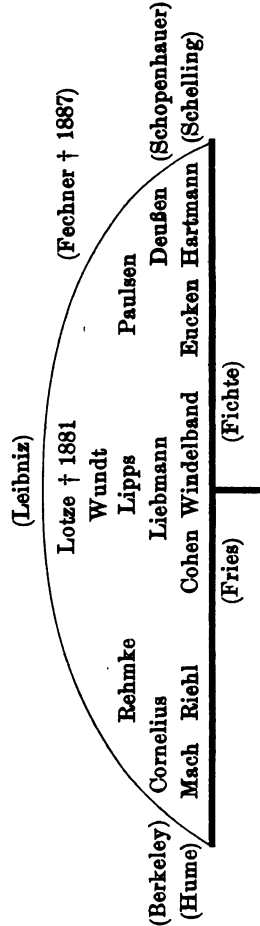 (Leibniz)
Lotze † 1881 (Fechner † 1887)
Wundt
Rehmke Lipps Paulsen
(Berkeley) Cornelius Liebmann Deußen (Schopenhauer)
(Hume) Mach Riehl Cohen Windelband Eucken Hartmann (Schelling)
(Fries) (Fichte)